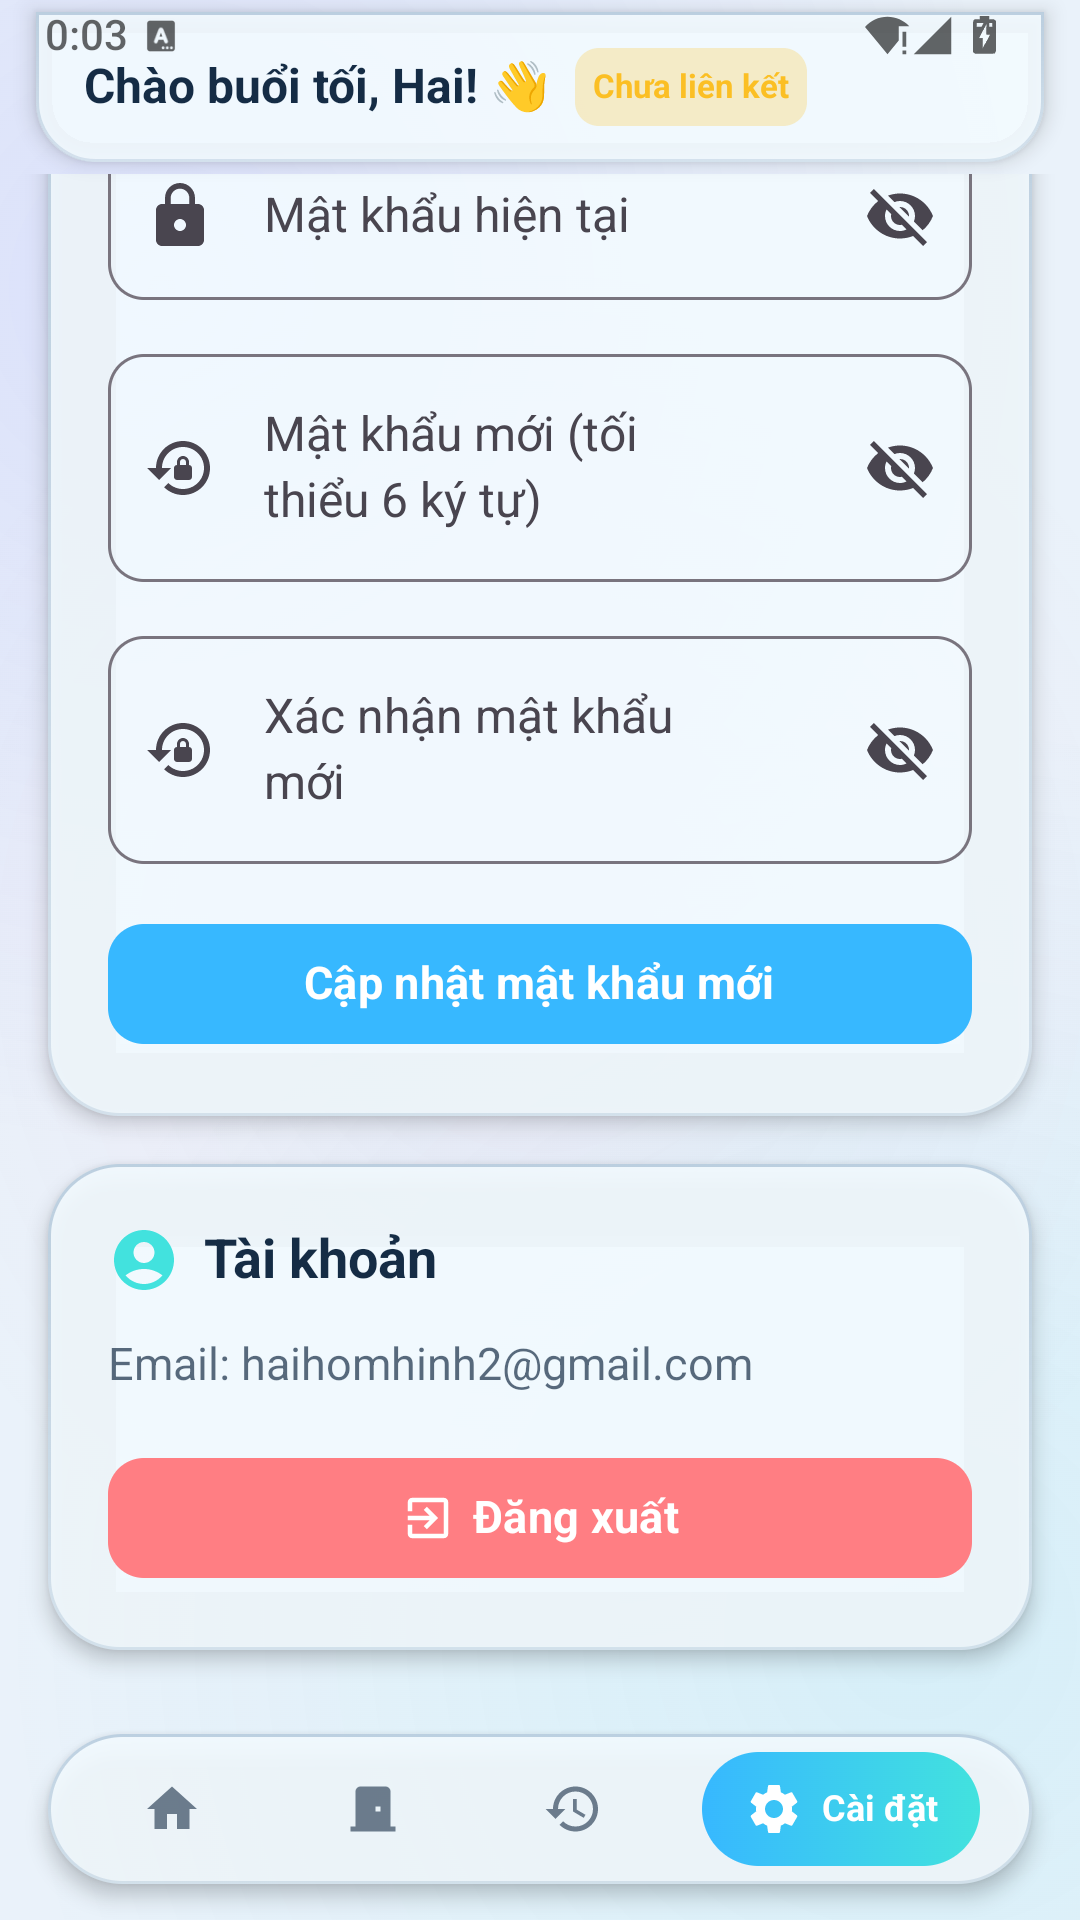 0:03
Chào buổi tối, Hai! 👋 Chưa liên kết
Mật khẩu hiện tại
Mật khẩu mới (tối
thiểu 6 ký tự)
Xác nhận mật khẩu
mới
Cập nhật mật khẩu mới
Tài khoản
Email: haihomhinh2@gmail.com
Đăng xuất
Cài đặt